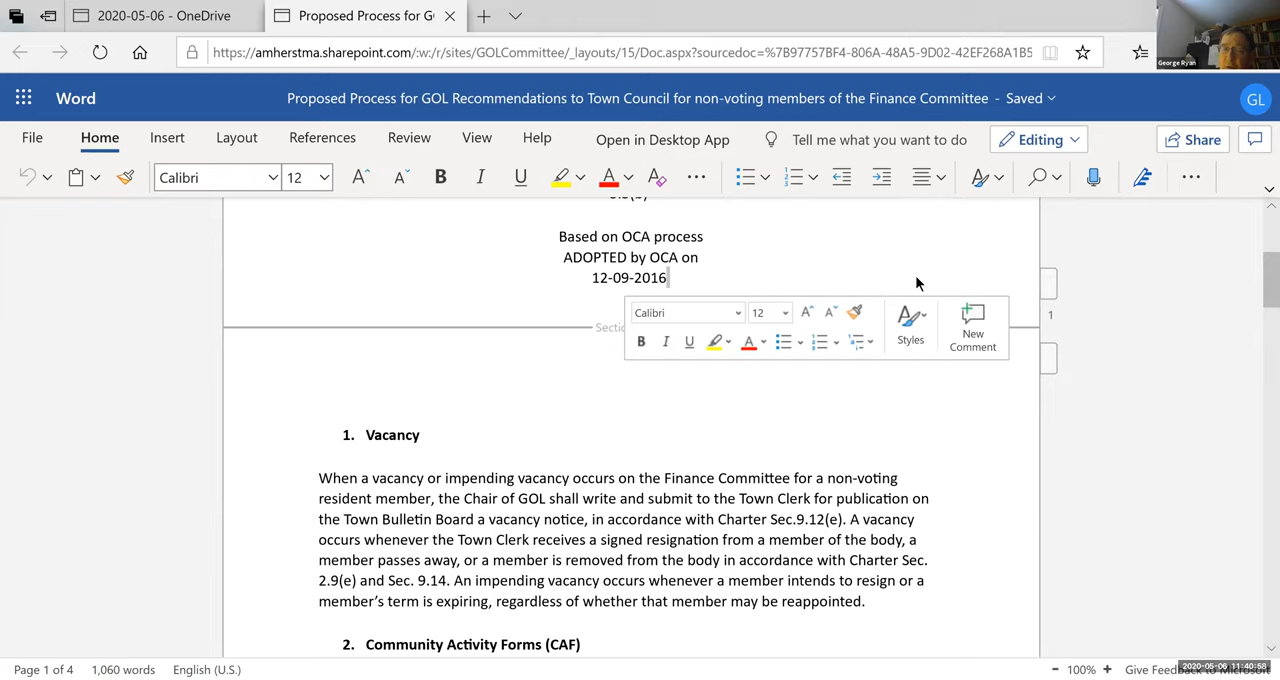 2020-05-06 - OneDrive
Proposed Process for G
https://amherstma.sharepoint.com/:w:/r/sites/GOLCommittee/_layouts/15/Doc.aspx?sourcedoc=%7B97757BF4-806A-48A5-9D02-42EF268A1B5
George Ryan
Word
Proposed Process for GOL Recommendations to Town Council for non-voting members of the Finance Committee - Saved
GL
File Home Insert Layout References Review View Help Open in Desktop App Tell me what you want to do Editing Share
Calibri 12 B I U A
Based on OCA process
ADOPTED by OCA on
12-09-2016
Calibri 12
B I U A Styles New
Comment
1
1. Vacancy
When a vacancy or impending vacancy occurs on the Finance Committee for a non-voting
resident member, the Chair of GOL shall write and submit to the Town Clerk for publication on
the Town Bulletin Board a vacancy notice, in accordance with Charter Sec.9.12(e). A vacancy
occurs whenever the Town Clerk receives a signed resignation from a member of the body, a
member passes away, or a member is removed from the body in accordance with Charter Sec.
2.9(e) and Sec. 9.14. An impending vacancy occurs whenever a member intends to resign or a
member's term is expiring, regardless of whether that member may be reappointed.
2. Community Activity Forms (CAF)
Page 1 of 4 1,060 words English (U.S.) - 100% + Give Feedback to Microsoft
2020-05-06 11:40:58